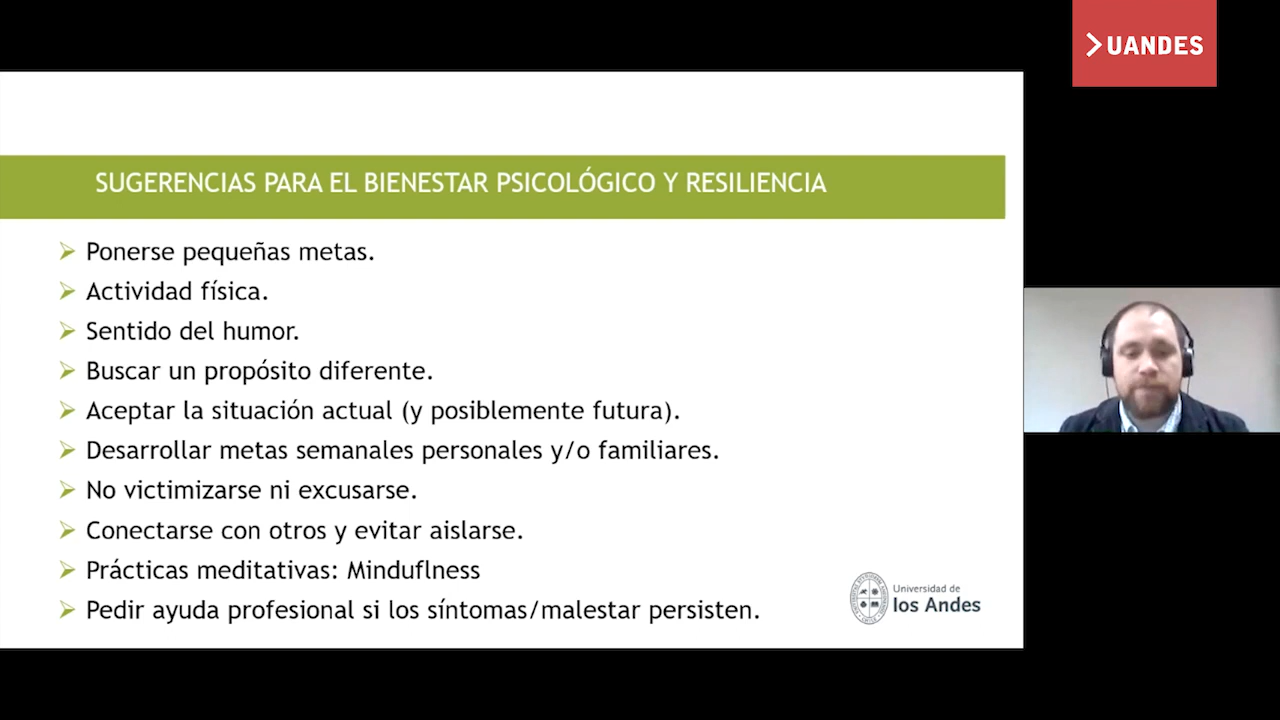 UANDES
SUGERENCIAS PARA EL BIENESTAR PSICOLÓGICO Y RESILIENCIA
Ponerse pequeñas metas.
Actividad física.
Sentido del humor.
Buscar un propósito diferente.
Aceptar la situación actual (y posiblemente futura).
Desarrollar metas semanales personales y/o familiares.
No victimizarse ni excusarse.
Conectarse con otros y evitar aislarse.
Prácticas meditativas: Minduflness
Pedir ayuda profesional si los síntomas/malestar persisten.
Universidad de
los Andes